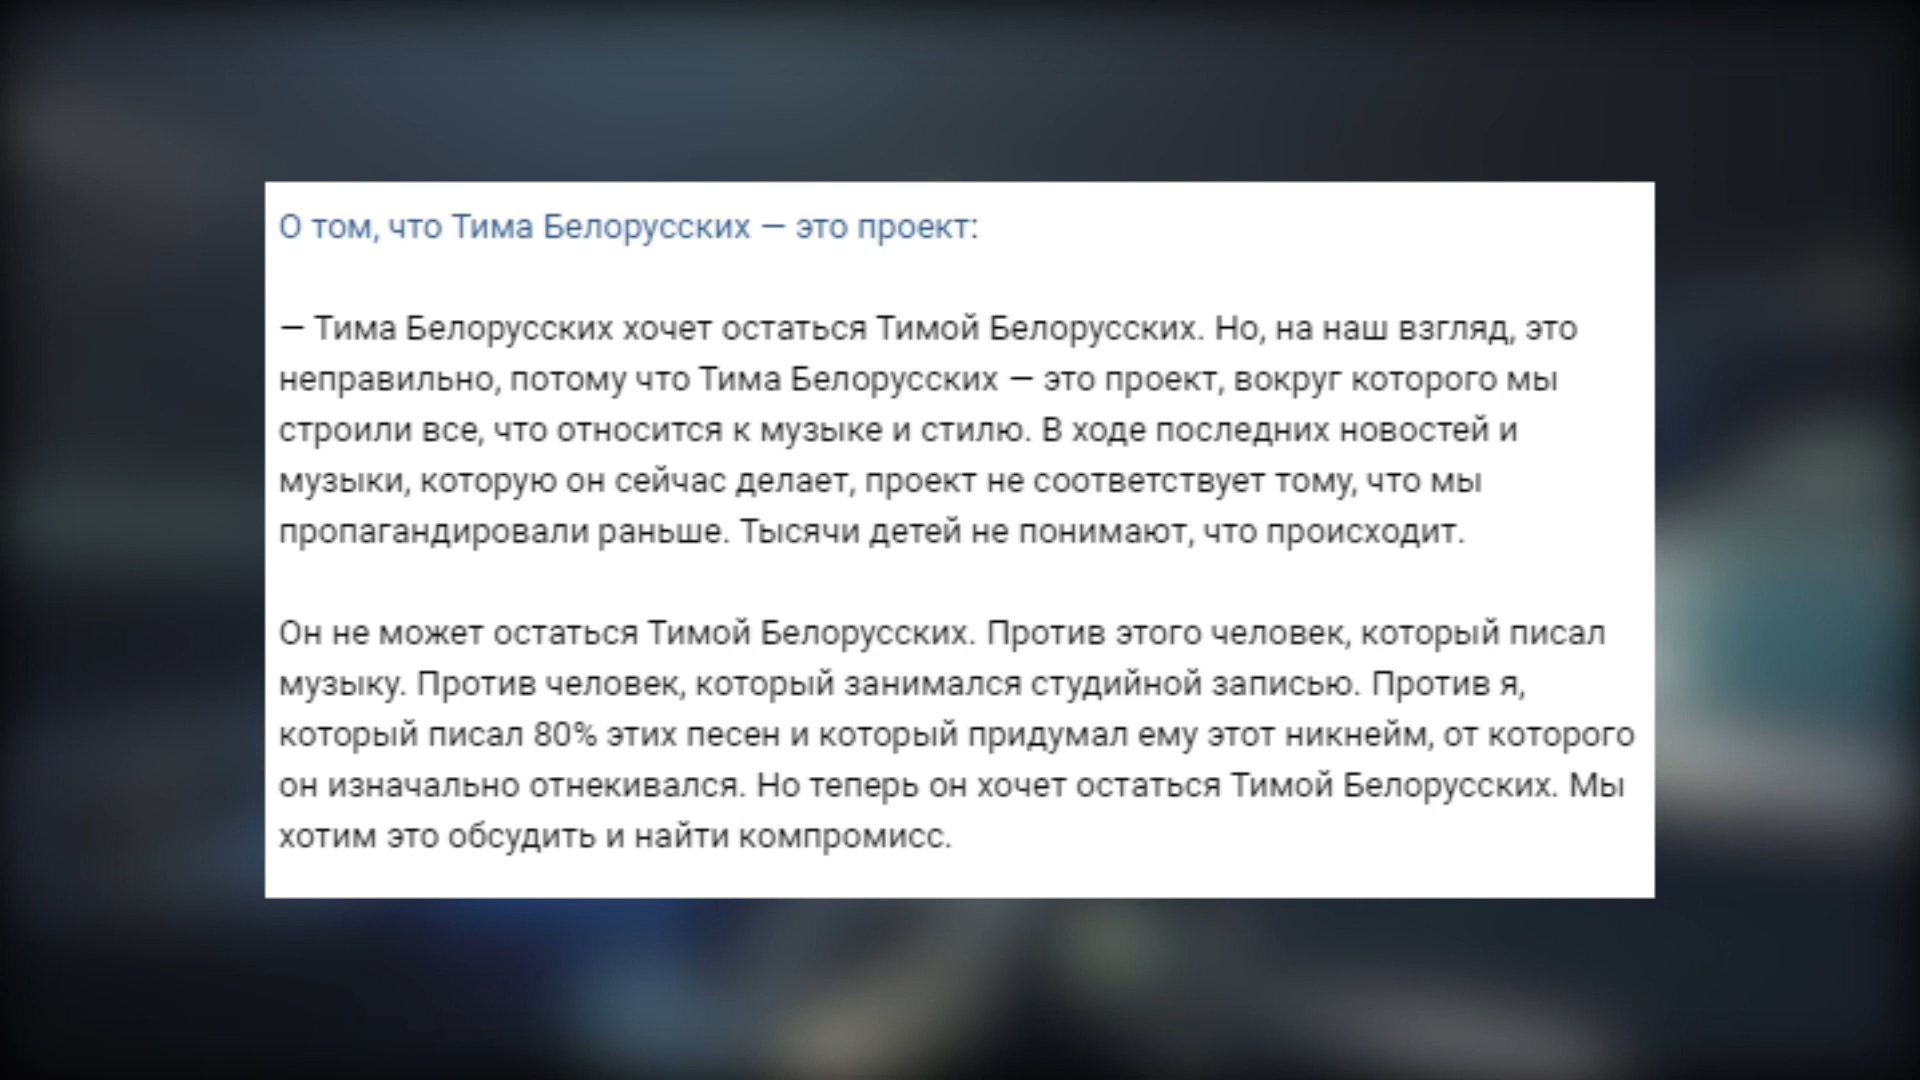 О том, что Тима Белорусских — это проект:
— Тима Белорусских хочет остаться Тимой Белорусских. Но, на наш взгляд, это
неправильно, потому что Тима Белорусских — это проект, вокруг которого мы
строили все, что относится к музыке и стилю. В ходе последних новостей и
музыки, которую он сейчас делает, проект не соответствует тому, что мы
пропагандировали раньше. Тысячи детей не понимают, что происходит.
Он не может остаться Тимой Белорусских. Против этого человек, который писал
музыку. Против человек, который занимался студийной записью. Против я,
который писал 80% этих песен и который придумал ему этот никнейм, от которого
он изначально отнекивался. Но теперь он хочет остаться Тимой Белорусских. Мы
хотим это обсудить и найти компромисс.